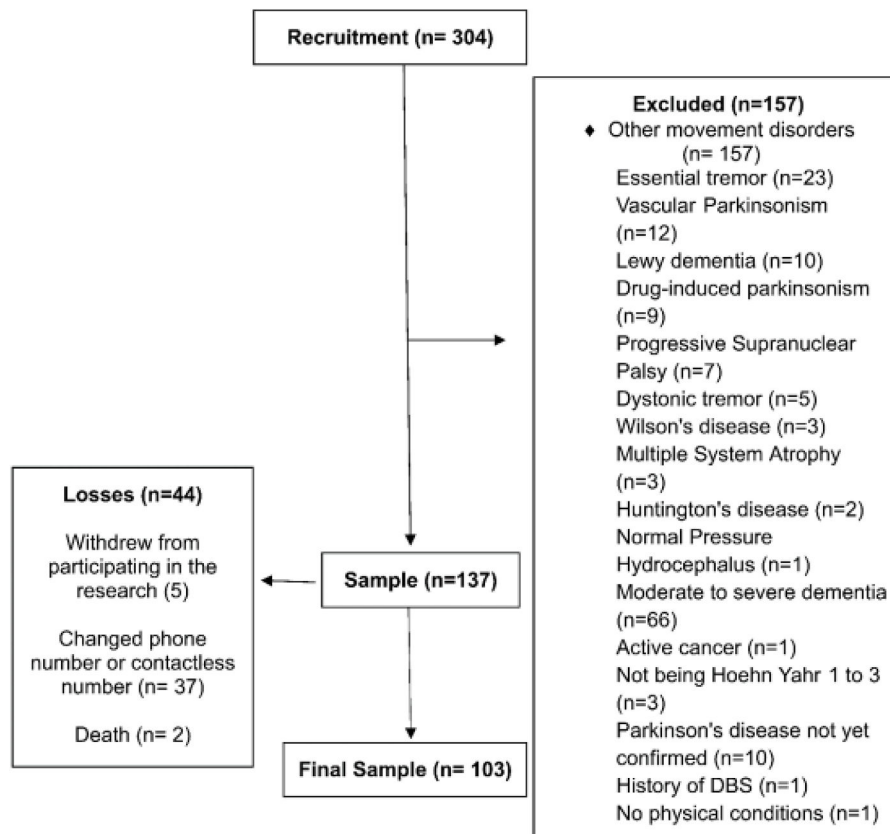 Recruitment (n= 304)
Excluded (n=157)
♦ Other movement disorders
(n= 157)
Essential tremor (n=23)
Vascular Parkinsonism
(n=12)
Lewy dementia (n=10)
Drug-induced parkinsonism
(n=9)
Progressive Supranuclear
Palsy (n=7)
Dystonic tremor (n=5)
Wilson's disease (n=3)
Multiple System Atrophy
(n=3)
Huntington's disease (n=2)
Normal Pressure
Hydrocephalus (n=1)
Moderate to severe dementia
(n=66)
Active cancer (n=1)
Not being Hoehn Yahr 1 to 3
(n=3)
Parkinson's disease not yet
confirmed (n=10)
History of DBS (n=1)
No physical conditions (n=1)
Losses (n=44)
Withdrew from
participating in the
research (5)
Changed phone
number or contactless
number (n= 37)
Death (n= 2)
Sample (n=137)
Final Sample (n= 103)